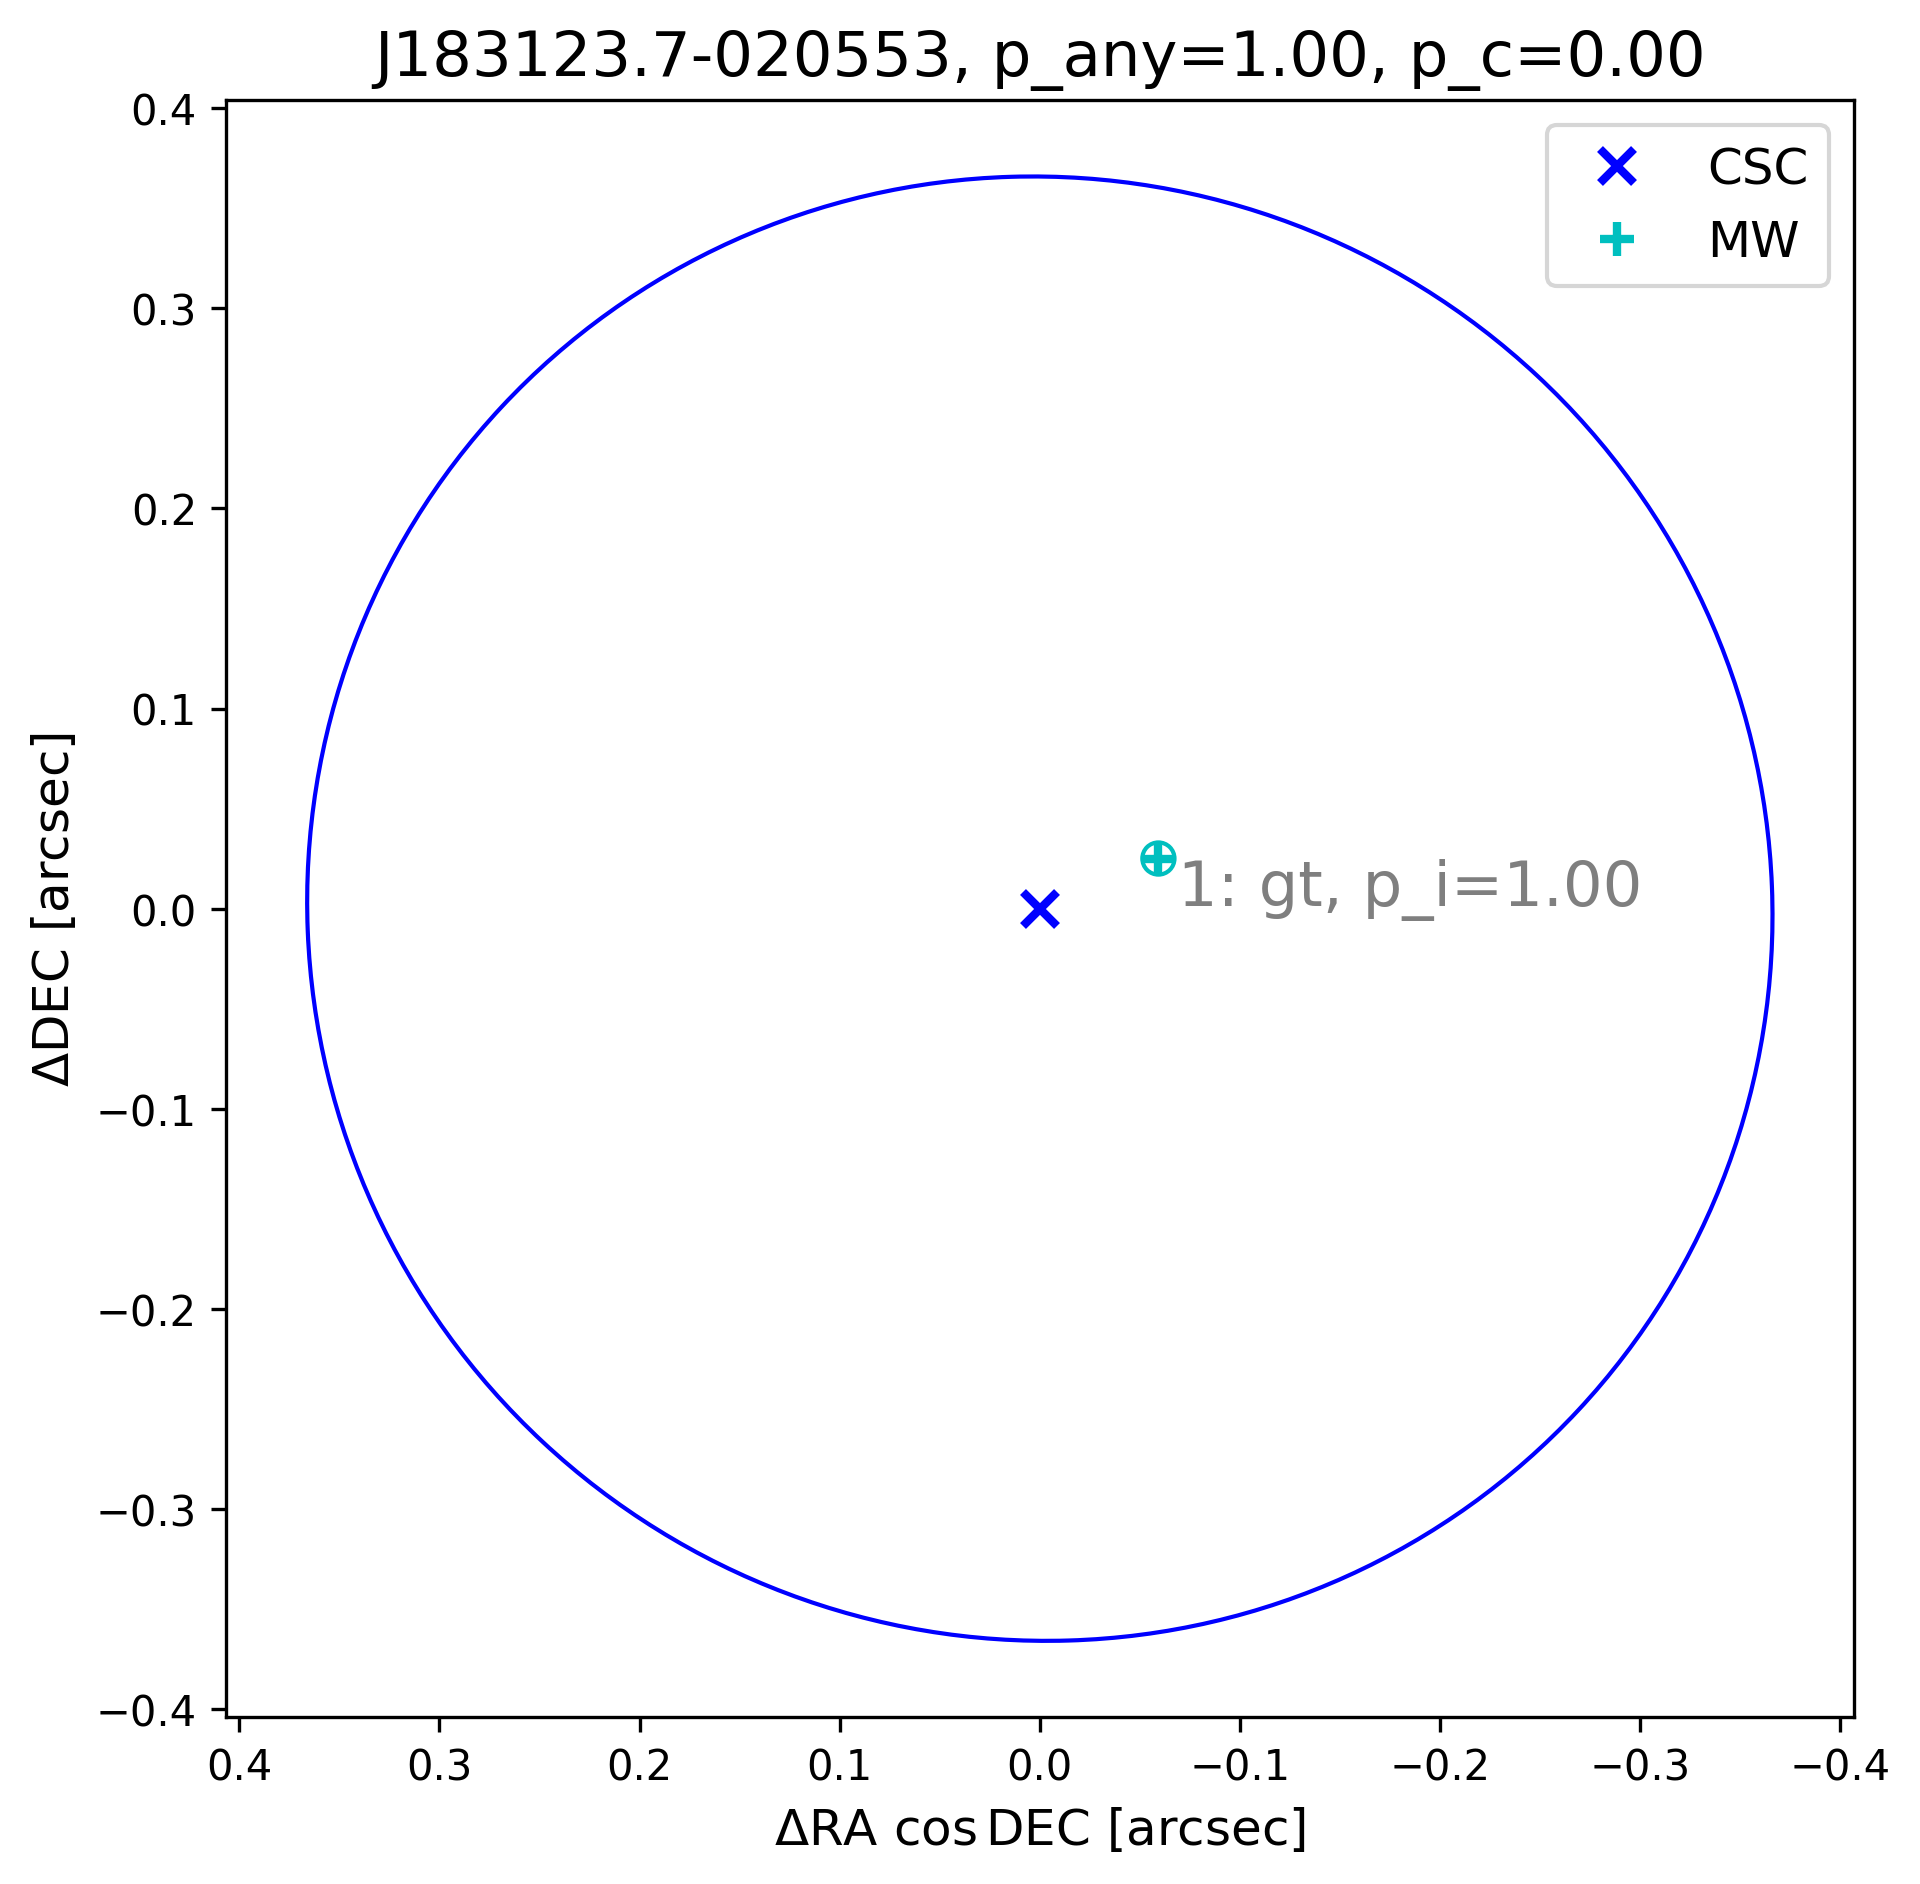 J183123.7-020553, p_any=1.00, p_c=0.00
CSC
MW
1: gt, p_i=1.00
ΔDEC [arcsec]
0.4
0.3
0.2
0.1
0.0
−0.1
−0.2
−0.3
−0.4
0.4 0.3 0.2 0.1 0.0 −0.1 −0.2 −0.3 −0.4
ΔRA cos DEC [arcsec]